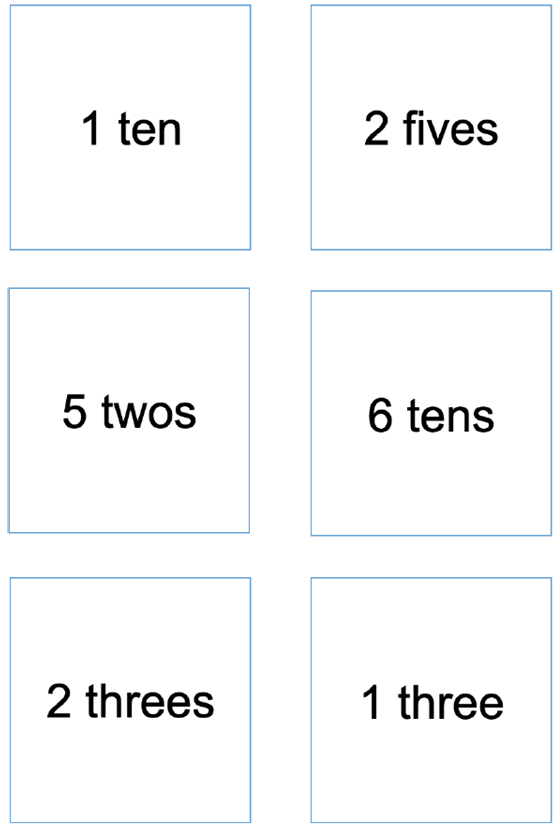 1 ten
2 fives
5 twos
6 tens
2 threes
1 three